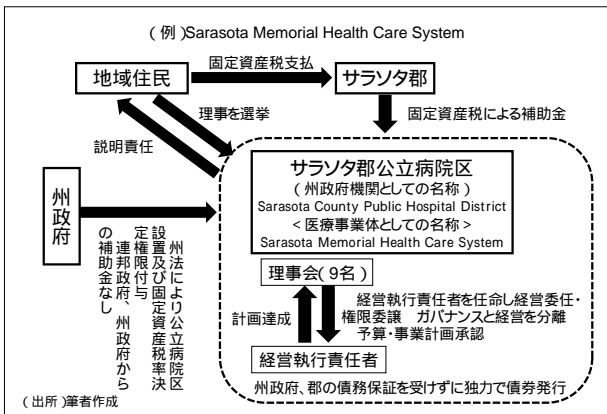 (例)Sarasota Memorial Health Care System
固定資産税支払
地域住民
サラソタ郡
理事を選挙
固定資産税による補助金
説明責任
サラソタ郡公立病院区
(州政府機関としての名称)
Sarasota County Public Hospital District
<医療事業体としての名称>
Sarasota Memorial Health Care System
州政府
州法により公立病院区
設置及び固定資産税率決
定権限付与
連邦政府、州政府から
の補助金なし
理事会(9名)
計画達成
経営執行責任者を任命し経営委任・
権限委譲 ガバナンスと経営を分離
予算・事業計画承認
経営執行責任者
州政府、郡の債務保証を受けずに独力で債券発行
(出所)筆者作成